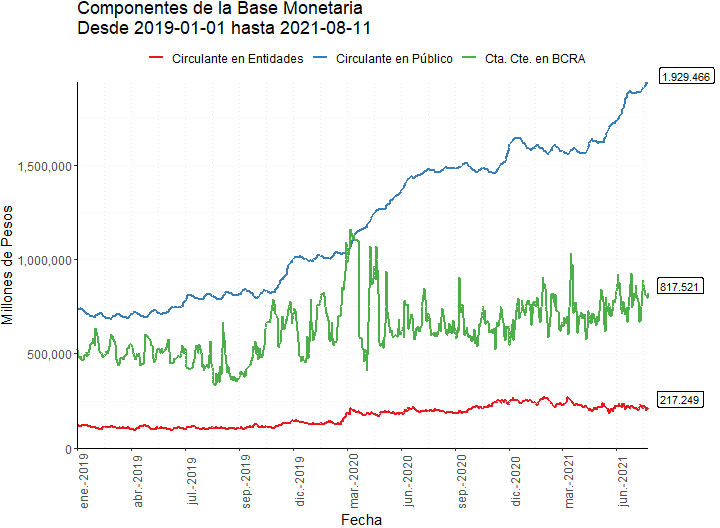 Componentes de la Base Monetaria
Desde 2019-01-01 hasta 2021-08-11
Circulante en Entidades Circulante en Público Cta. Cte. en BCRA
1.929.466
1,500,000
1,000,000
817.521
500,000
217.249
0
Millones de Pesos
ene.-2019 abr.-2019 jul.-2019 oct.-2019 dic.-2019 mar.-2020 jun.-2020 sep.-2020 dic.-2020 mar.-2021 jun.-2021
Fecha